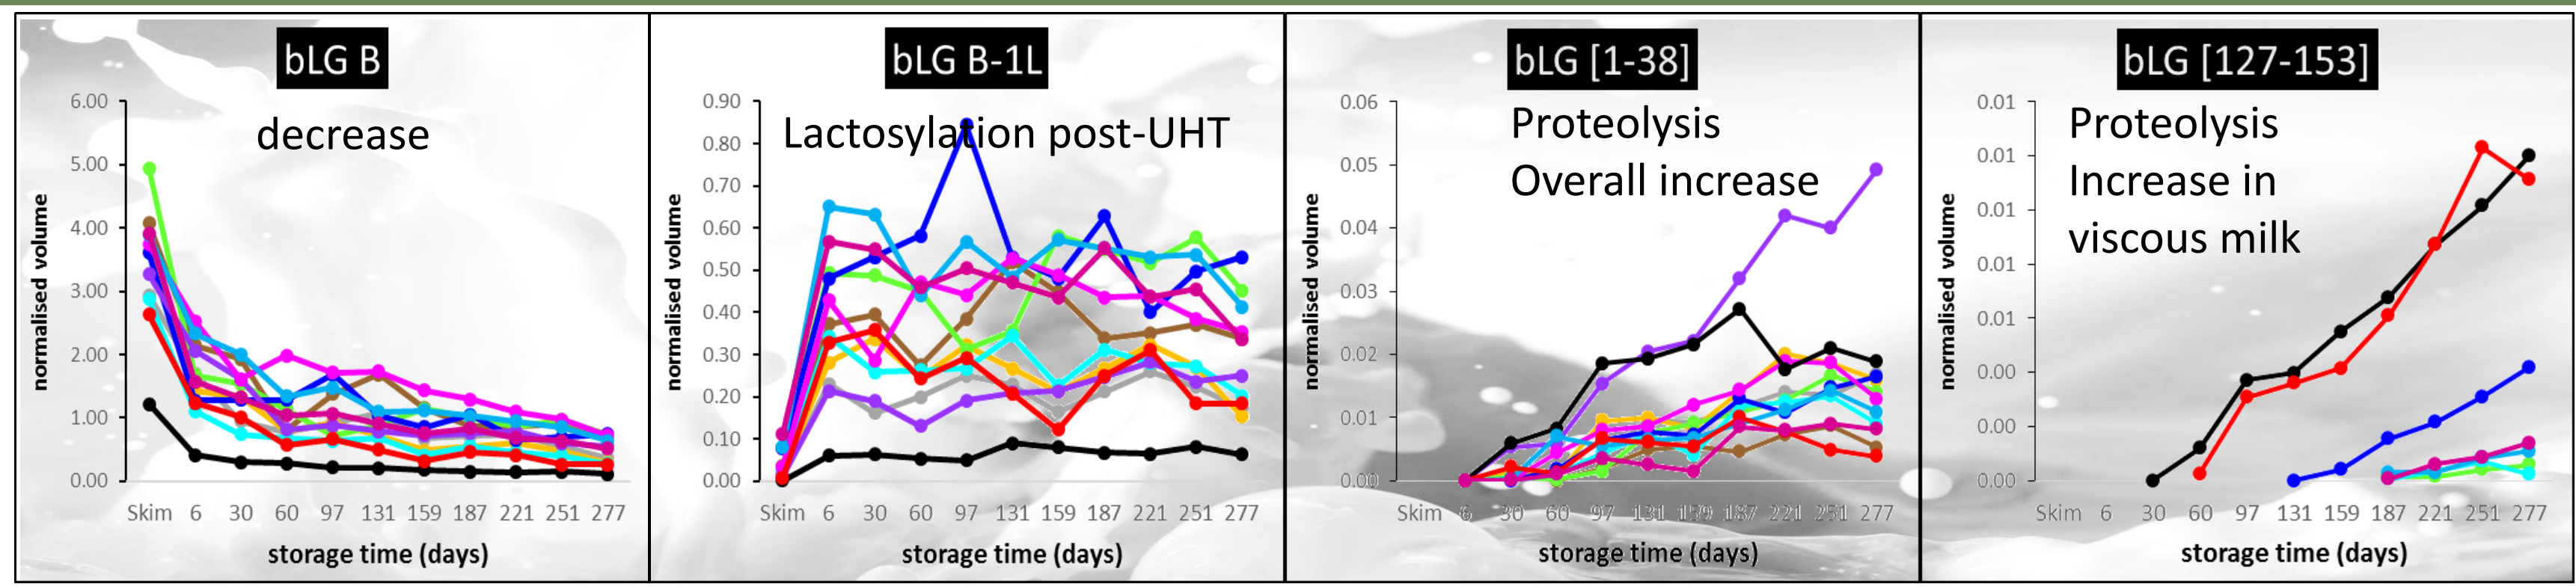 bLG B
decrease
6.00
5.00
4.00
3.00
2.00
1.00
0.00
normalised volume
Skim 6 30 60 97 131 159 187 221 251 277
storage time (days)
bLG B-1L
Lactosylation post-UHT
0.90
0.80
0.70
0.60
0.50
0.40
0.30
0.20
0.10
0.00
normalised volume
Skim 6 30 60 97 131 159 187 221 251 277
storage time (days)
bLG [1-38]
Proteolysis
Overall increase
0.06
0.05
0.04
0.03
0.02
0.01
0.00
normalised volume
Skim 6 30 60 97 131 159 187 221 251 277
storage time (days)
bLG [127-153]
Proteolysis
Increase in
viscous milk
0.01
0.01
0.01
0.01
0.01
0.00
0.00
0.00
normalised volume
Skim 6 30 60 97 131 159 187 221 251 277
storage time (days)